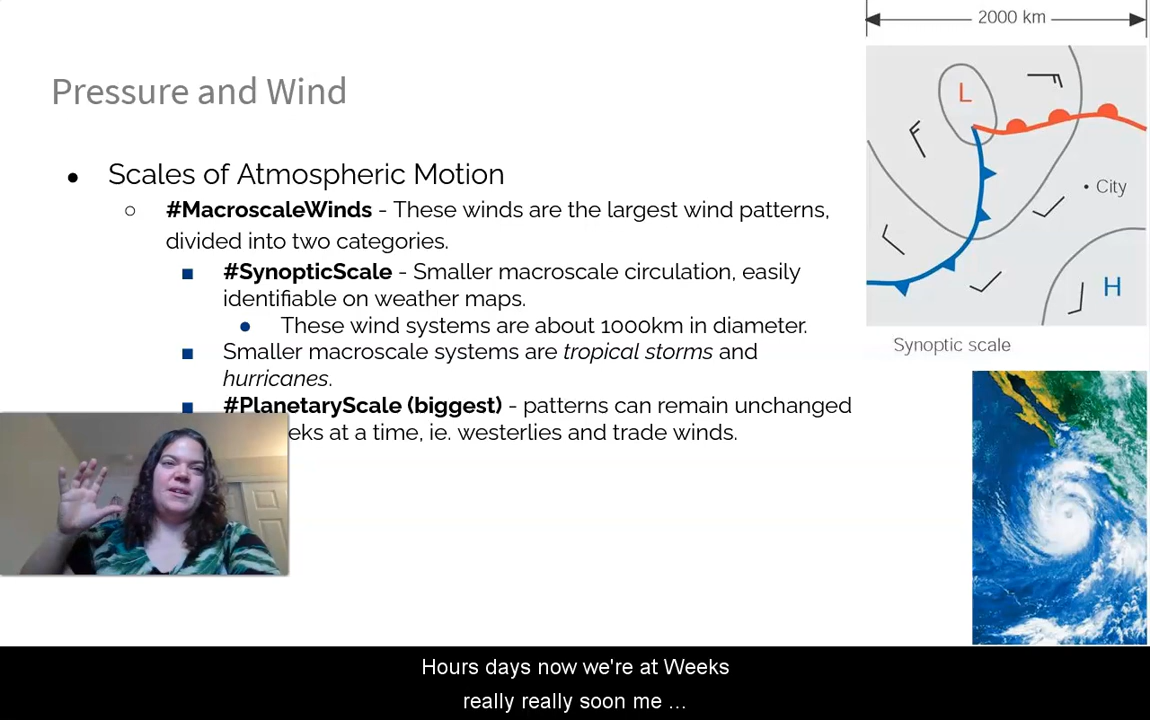 2000 km
Pressure and Wind
L
Scales of Atmospheric Motion
#MacroscaleWinds - These winds are the largest wind patterns,
divided into two categories.
City
#SynopticScale - Smaller macroscale circulation, easily
identifiable on weather maps.
H
These wind systems are about 1000km in diameter.
Synoptic scale
Smaller macroscale systems are tropical storms and
hurricanes.
#PlanetaryScale (biggest) - patterns can remain unchanged
eks at a time, ie. westerlies and trade winds.
Hours days now we're at Weeks
really really soon me ...